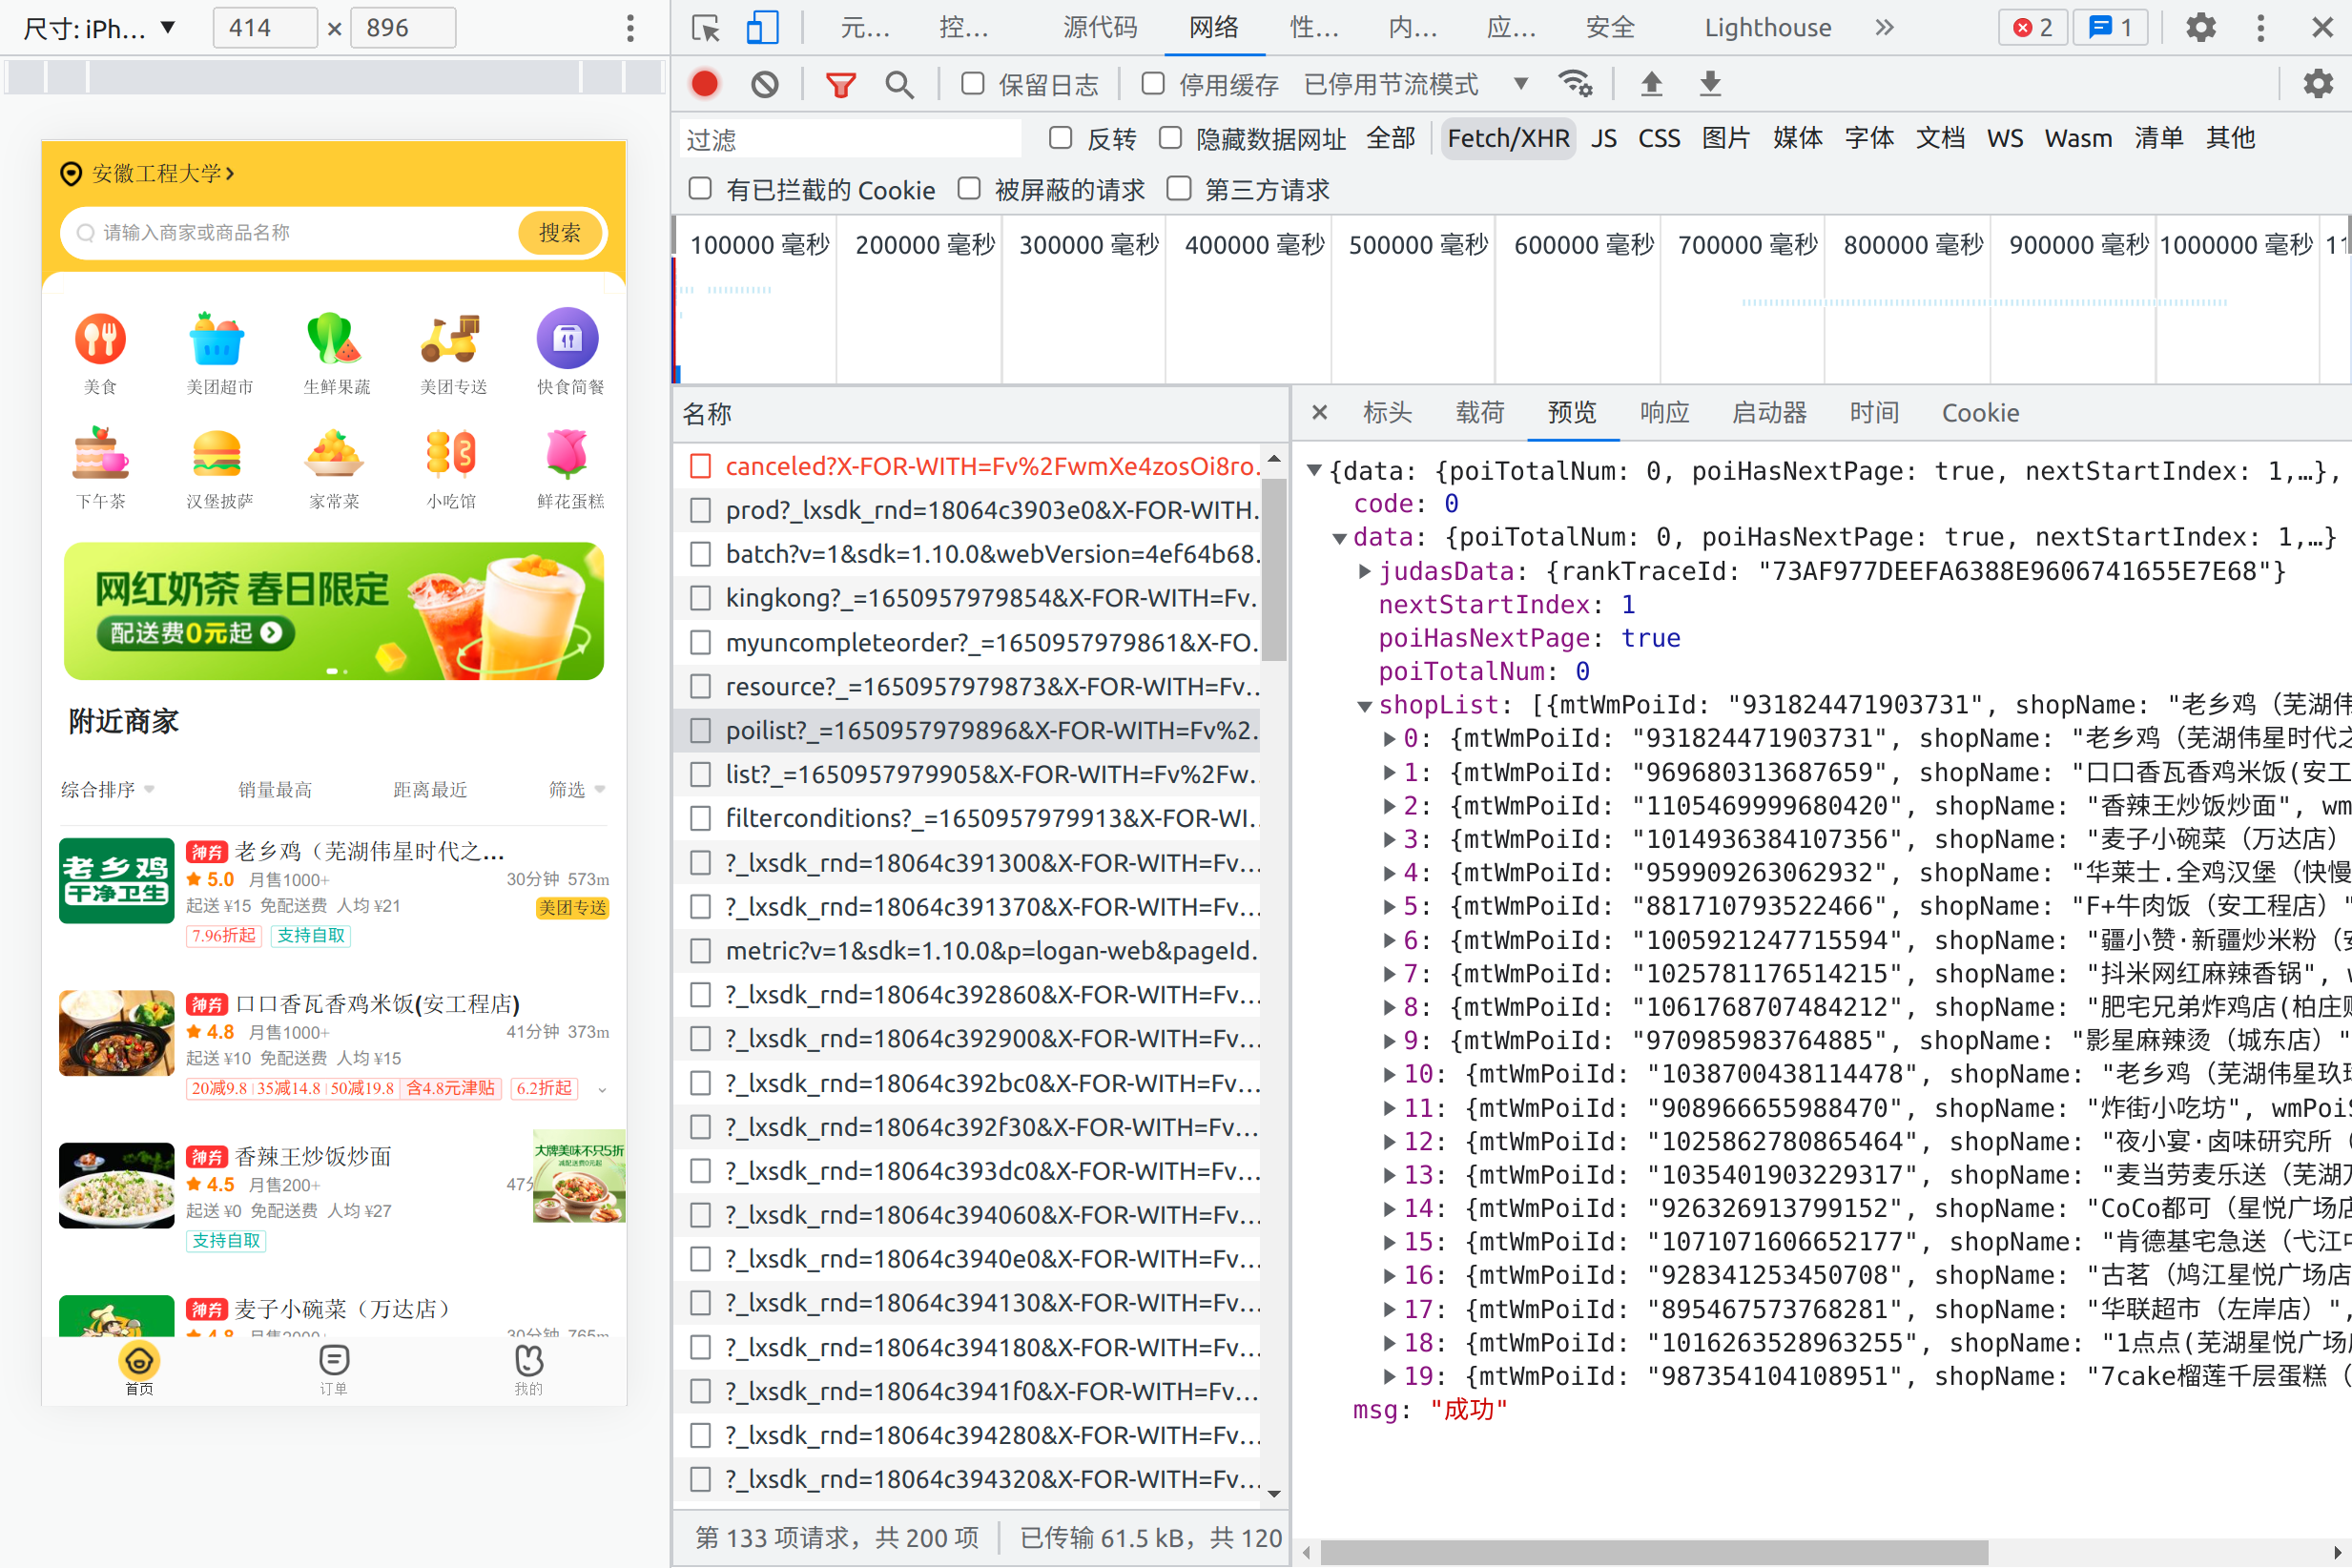 尺寸: iPh… ▼ 414 × 896
元… 控… 源代码 网络 性… 内… 应… 安全 Lighthouse » 2 1
保留日志 停用缓存 已停用节流模式 ▼
过滤 反转 隐藏数据网址 全部 Fetch/XHR JS CSS 图片 媒体 字体 文档 WS Wasm 清单 其他
有已拦截的 Cookie 被屏蔽的请求 第三方请求
100000 毫秒 200000 毫秒 300000 毫秒 400000 毫秒 500000 毫秒 600000 毫秒 700000 毫秒 800000 毫秒 900000 毫秒 1000000 毫秒 11
安徽工程大学
请输入商家或商品名称 搜索
美食 美团超市 生鲜果蔬 美团专送 快食简餐
下午茶 汉堡披萨 家常菜 小吃馆 鲜花蛋糕
网红奶茶 春日限定
配送费0元起
附近商家
综合排序 销量最高 距离最近 筛选
老乡鸡
干净卫生
神券 老乡鸡（芜湖伟星时代之…
5.0 月售1000+ 30分钟 573m
起送 ¥15 免配送费 人均 ¥21 美团专送
7.96折起 支持自取
神券 口口香瓦香鸡米饭(安工程店)
4.8 月售1000+ 41分钟 373m
起送 ¥10 免配送费 人均 ¥15
20减9.8 35减14.8 50减19.8 含4.8元津贴 6.2折起
神券 香辣王炒饭炒面
4.5 月售200+ 47
起送 ¥0 免配送费 人均 ¥27
支持自取
大牌美味不只5折
减配送费0元起
神券 麦子小碗菜（万达店）
首页 订单 我的
名称
canceled?X-FOR-WITH=Fv%2FwmXe4zosOi8ro.
prod?_lxsdk_rnd=18064c3903e0&X-FOR-WITH.
batch?v=1&sdk=1.10.0&webVersion=4ef64b68.
kingkong?_=1650957979854&X-FOR-WITH=Fv.
myuncompleteorder?_=1650957979861&X-FO.
resource?_=1650957979873&X-FOR-WITH=Fv…
poilist?_=1650957979896&X-FOR-WITH=Fv%2.
list?_=1650957979905&X-FOR-WITH=Fv%2Fw.
filterconditions?_=1650957979913&X-FOR-WI.
?_lxsdk_rnd=18064c391300&X-FOR-WITH=Fv…
?_lxsdk_rnd=18064c391370&X-FOR-WITH=Fv…
metric?v=1&sdk=1.10.0&p=logan-web&pageId.
?_lxsdk_rnd=18064c392860&X-FOR-WITH=Fv…
?_lxsdk_rnd=18064c392900&X-FOR-WITH=Fv…
?_lxsdk_rnd=18064c392bc0&X-FOR-WITH=Fv…
?_lxsdk_rnd=18064c392f30&X-FOR-WITH=Fv…
?_lxsdk_rnd=18064c393dc0&X-FOR-WITH=Fv…
?_lxsdk_rnd=18064c394060&X-FOR-WITH=Fv…
?_lxsdk_rnd=18064c3940e0&X-FOR-WITH=Fv…
?_lxsdk_rnd=18064c394130&X-FOR-WITH=Fv…
?_lxsdk_rnd=18064c394180&X-FOR-WITH=Fv…
?_lxsdk_rnd=18064c3941f0&X-FOR-WITH=Fv…
?_lxsdk_rnd=18064c394280&X-FOR-WITH=Fv…
?_lxsdk_rnd=18064c394320&X-FOR-WITH=Fv…
第 133 项请求，共 200 项 已传输 61.5 kB，共 120
× 标头 载荷 预览 响应 启动器 时间 Cookie
▼{data: {poiTotalNum: 0, poiHasNextPage: true, nextStartIndex: 1,…},
code: 0
▼data: {poiTotalNum: 0, poiHasNextPage: true, nextStartIndex: 1,…}
▶judasData: {rankTraceId: "73AF977DEEFA6388E9606741655E7E68"}
nextStartIndex: 1
poiHasNextPage: true
poiTotalNum: 0
▼shopList: [{mtWmPoiId: "931824471903731", shopName: "老乡鸡（芜湖伟
▶0: {mtWmPoiId: "931824471903731", shopName: "老乡鸡（芜湖伟星时代之
▶1: {mtWmPoiId: "969680313687659", shopName: "口口香瓦香鸡米饭(安工
▶2: {mtWmPoiId: "1105469999680420", shopName: "香辣王炒饭炒面", wm
▶3: {mtWmPoiId: "1014936384107356", shopName: "麦子小碗菜（万达店）
▶4: {mtWmPoiId: "959909263062932", shopName: "华莱士.全鸡汉堡（快慢
▶5: {mtWmPoiId: "881710793522466", shopName: "F+牛肉饭（安工程店）"
▶6: {mtWmPoiId: "1005921247715594", shopName: "疆小赞·新疆炒米粉（安
▶7: {mtWmPoiId: "1025781176514215", shopName: "抖米网红麻辣香锅", w
▶8: {mtWmPoiId: "1061768707484212", shopName: "肥宅兄弟炸鸡店(柏庄
▶9: {mtWmPoiId: "970985983764885", shopName: "影星麻辣烫（城东店）"
▶10: {mtWmPoiId: "1038700438114478", shopName: "老乡鸡（芜湖伟星玖
▶11: {mtWmPoiId: "908966655988470", shopName: "炸街小吃坊", wmPoiS
▶12: {mtWmPoiId: "1025862780865464", shopName: "夜小宴·卤味研究所（
▶13: {mtWmPoiId: "1035401903229317", shopName: "麦当劳麦乐送（芜湖
▶14: {mtWmPoiId: "926326913799152", shopName: "CoCo都可（星悦广场店
▶15: {mtWmPoiId: "1071071606652177", shopName: "肯德基宅急送（弋江
▶16: {mtWmPoiId: "928341253450708", shopName: "古茗（鸠江星悦广场店
▶17: {mtWmPoiId: "895467573768281", shopName: "华联超市（左岸店）",
▶18: {mtWmPoiId: "1016263528963255", shopName: "1点点(芜湖星悦广场
▶19: {mtWmPoiId: "987354104108951", shopName: "7cake榴莲千层蛋糕（
msg: "成功"